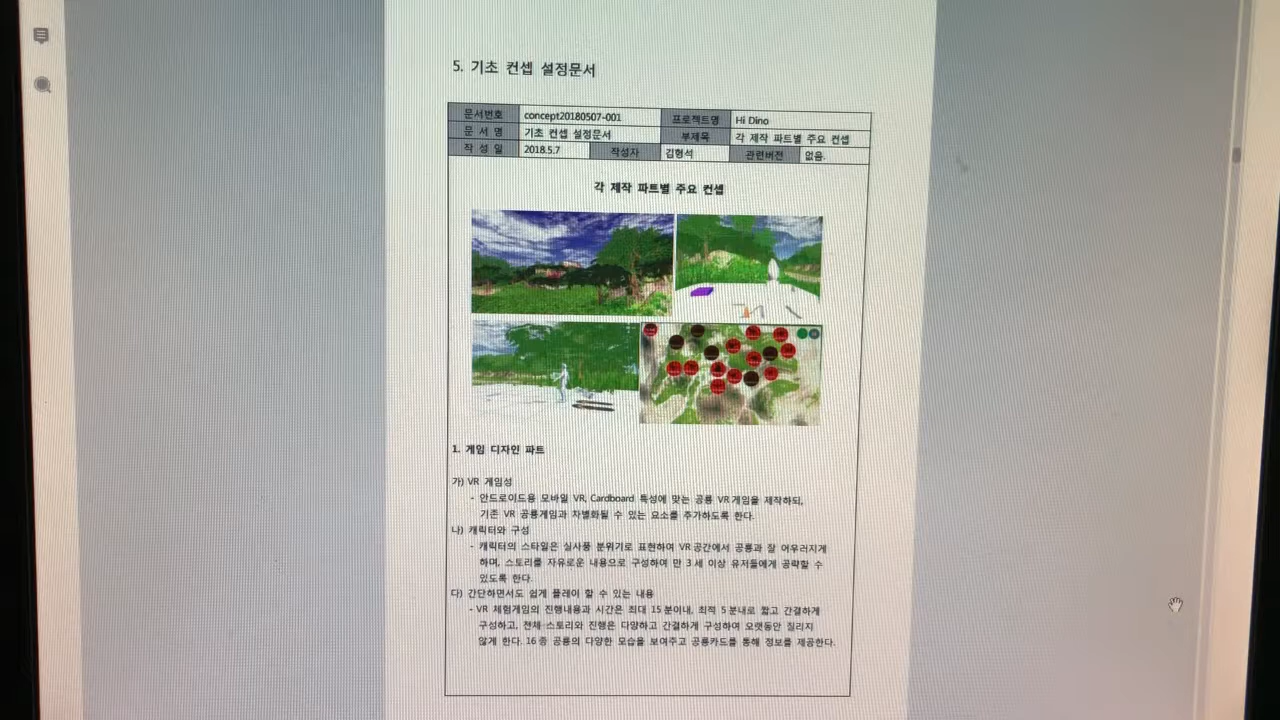 5. 기초 컨셉 설정문서
문서번호 concept20180507-001 프로젝트명 Hi Dino
문 서 명 기초 컨셉 설정문서 부제목 각 제작 파트별 주요 컨셉
작 성 일 2018.5.7 작성자 김형석 관련버전 없음.
각 제작 파트별 주요 컨셉
1. 게임 디자인 파트
가) VR 게임성
- 안드로이드용 모바일 VR, Cardboard 특성에 맞는 공룡 VR게임을 제작하되,
기존 VR 공룡게임과 차별화될 수 있는 요소를 추가하도록 한다.
나) 캐릭터와 구성
- 캐릭터의 스타일은 실사풍 분위기로 표현하여 VR공간에서 공룡과 잘 어우러지게
하며, 스토리를 자유로운 내용으로 구성하여 만 3세 이상 유저들에게 공략할 수
있도록 한다.
다) 간단하면서도 쉽게 플레이 할 수 있는 내용
- VR 체험게임의 진행내용과 시간은 최대 15분이내, 최적 5분내로 짧고 간결하게
구성하고, 전체 스토리와 진행은 다양하고 간결하게 구성하여 오랫동안 질리지
않게 한다. 16종 공룡의 다양한 모습을 보여주고 공룡카드를 통해 정보를 제공한다.